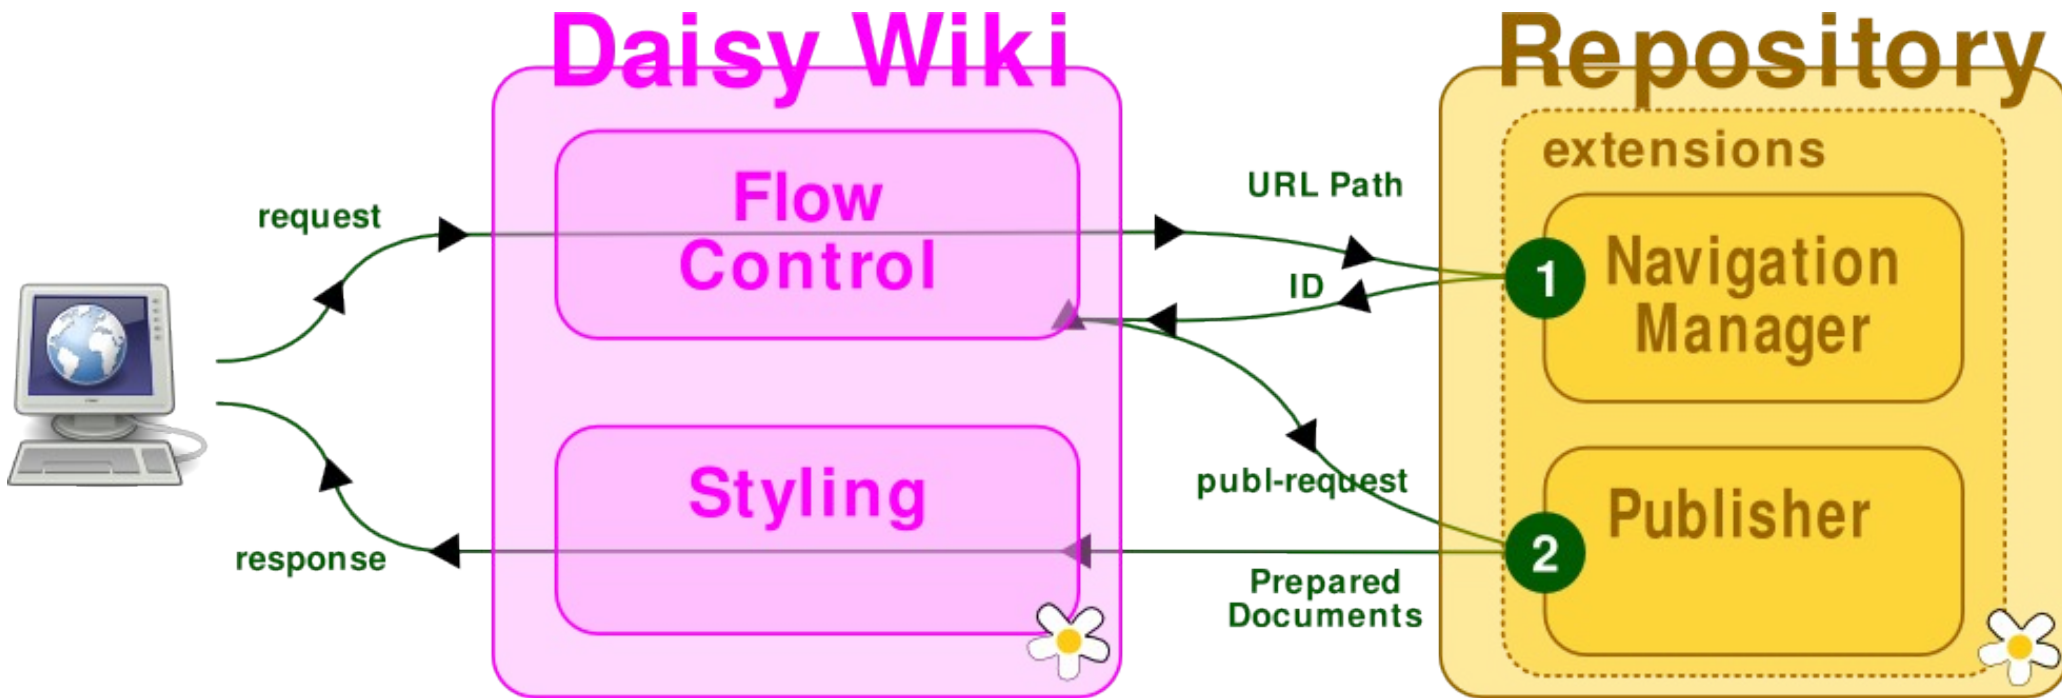 Daisy Wiki
Repository
extensions
Flow
Control
request
URL Path
ID
1
Navigation
Manager
Styling
publ-request
Publisher
2
response
Prepared
Documents